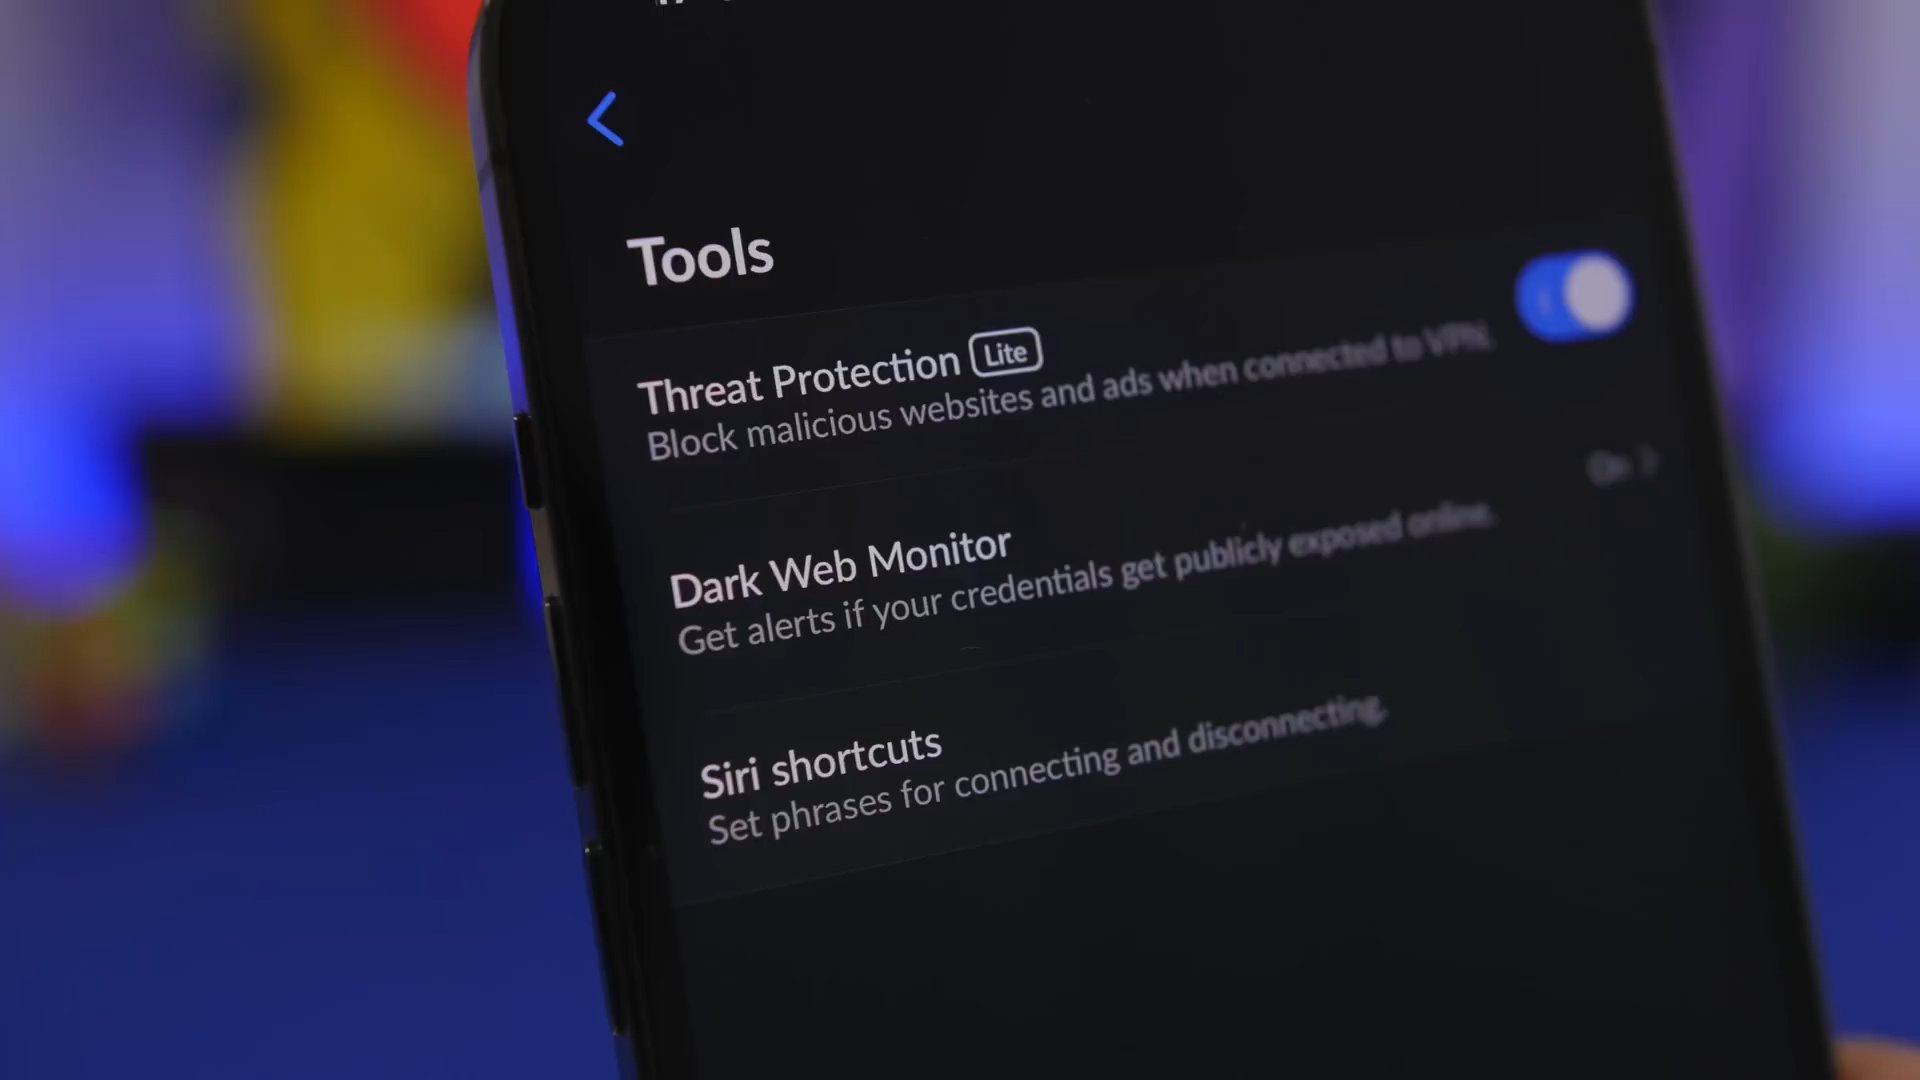 Tools
Threat Protection Lite
Block malicious websites and ads when connected to VPN.
On
Dark Web Monitor
Get alerts if your credentials get publicly exposed online.
Siri shortcuts
Set phrases for connecting and disconnecting.